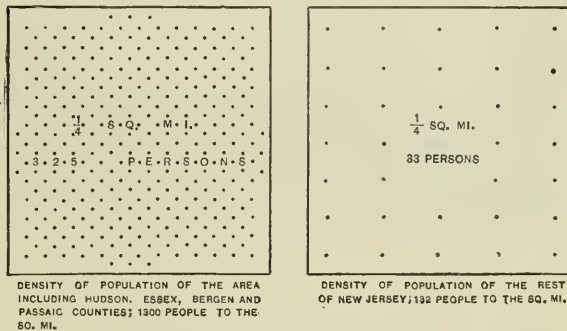 1/4 SQ. MI.
325 PERSONS
1/4 SQ. MI.
33 PERSONS
DENSITY OF POPULATION OF THE AREA
INCLUDING HUDSON. ESSEX, BERGEN AND
PASSAIC COUNTIES; 1300 PEOPLE TO THE
SQ. MI.
DENSITY OF POPULATION OF THE REST
OF NEW JERSEY; 132 PEOPLE TO THE SQ. MI.